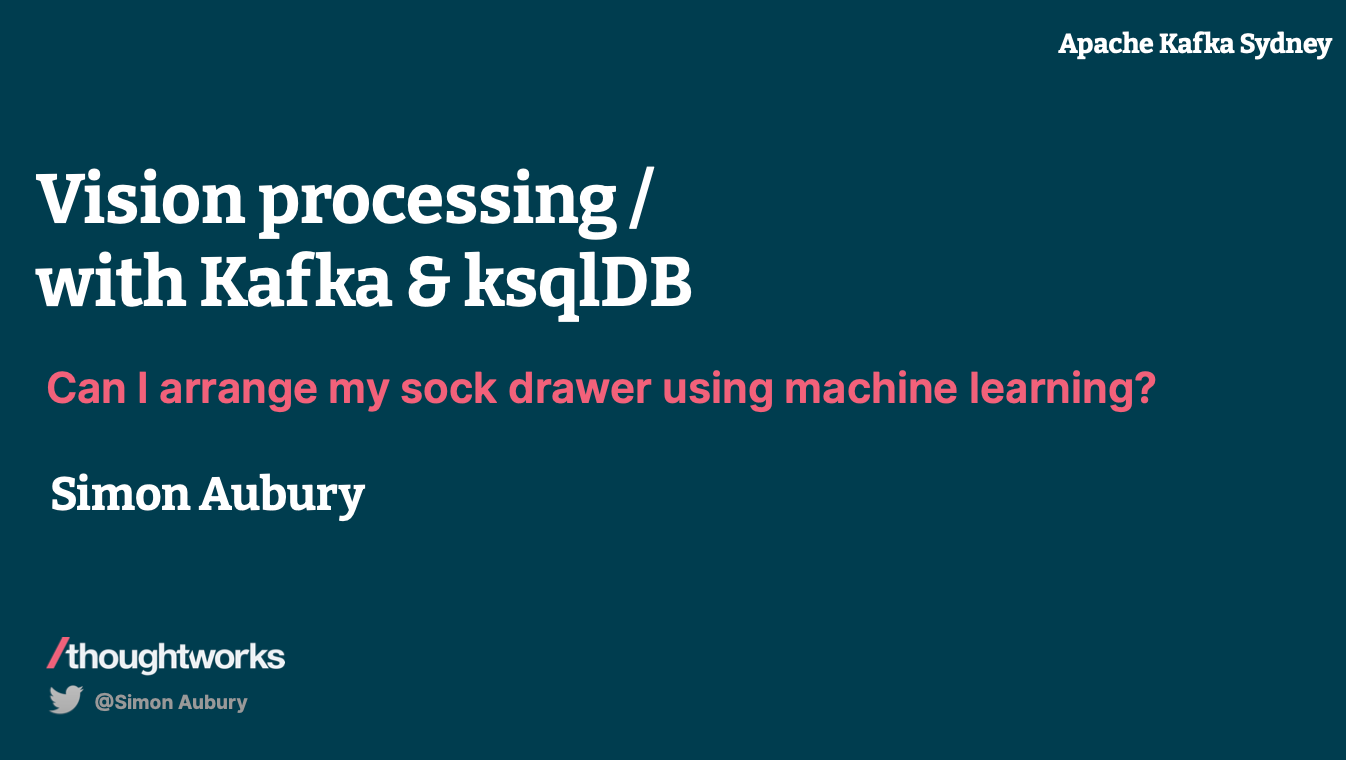 Apache Kafka Sydney
Vision processing /
with Kafka & ksqlDB
Can I arrange my sock drawer using machine learning?
Simon Aubury
/thoughtworks
@Simon Aubury